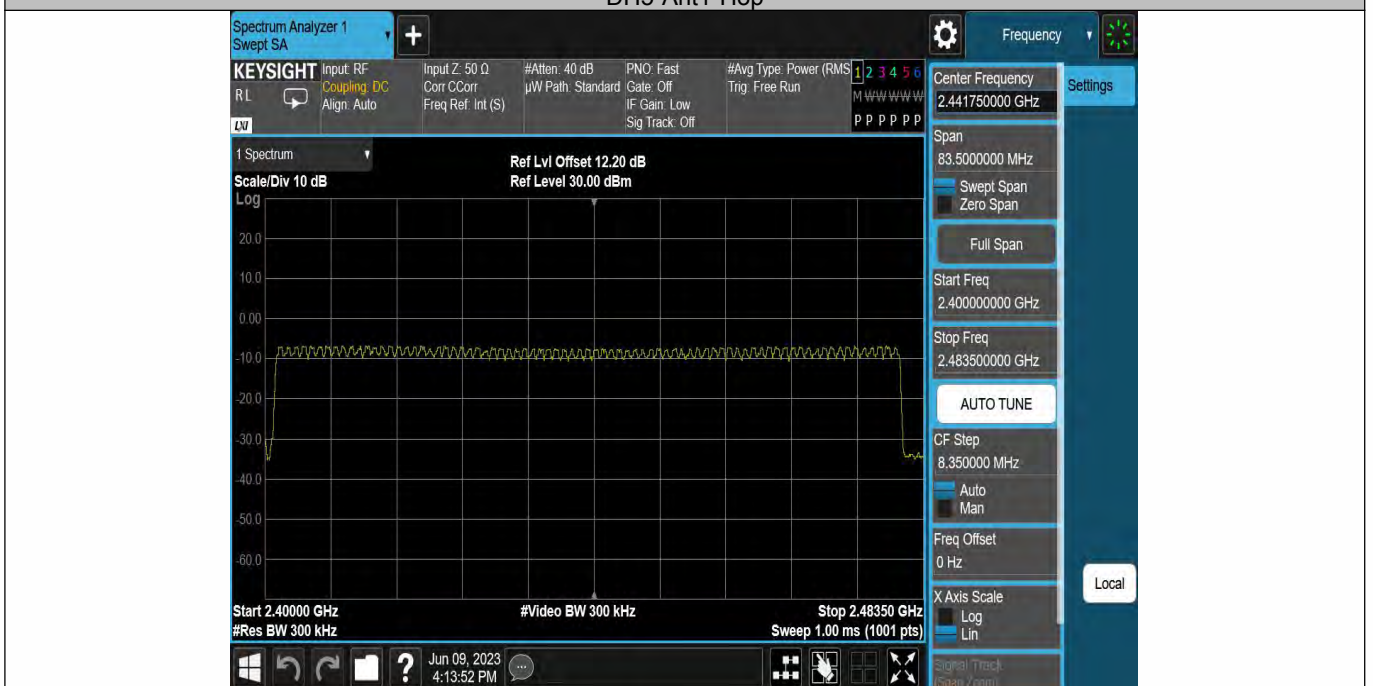 DH5 Ant1 Hop
Spectrum Analyzer 1
Swept SA
Frequency
KEYSIGHT
RL
LXI
Input: RF
Coupling: DC
Align: Auto
Input Z: 50 Ω
Corr CCorr
Freq Ref: Int (S)
#Atten: 40 dB
µW Path: Standard
PNO: Fast
Gate: Off
IF Gain: Low
Sig Track: Off
#Avg Type: Power (RMS
Trig: Free Run
1 2 3 4 5 6
M W W W W W
P P P P P P
1 Spectrum
Scale/Div 10 dB
Ref Lvl Offset 12.20 dB
Ref Level 30.00 dBm
Log
20.0
10.0
0.00
-10.0
-20.0
-30.0
-40.0
-50.0
-60.0
Start 2.40000 GHz
#Res BW 300 kHz
#Video BW 300 kHz
Stop 2.48350 GHz
Sweep 1.00 ms (1001 pts)
Jun 09, 2023
4:13:52 PM
Center Frequency
2.441750000 GHz
Settings
Span
83.5000000 MHz
Swept Span
Zero Span
Full Span
Start Freq
2.400000000 GHz
Stop Freq
2.483500000 GHz
AUTO TUNE
CF Step
8.350000 MHz
Auto
Man
Freq Offset
0 Hz
Local
X Axis Scale
Log
Lin
Signal Track
(Span Zoom)